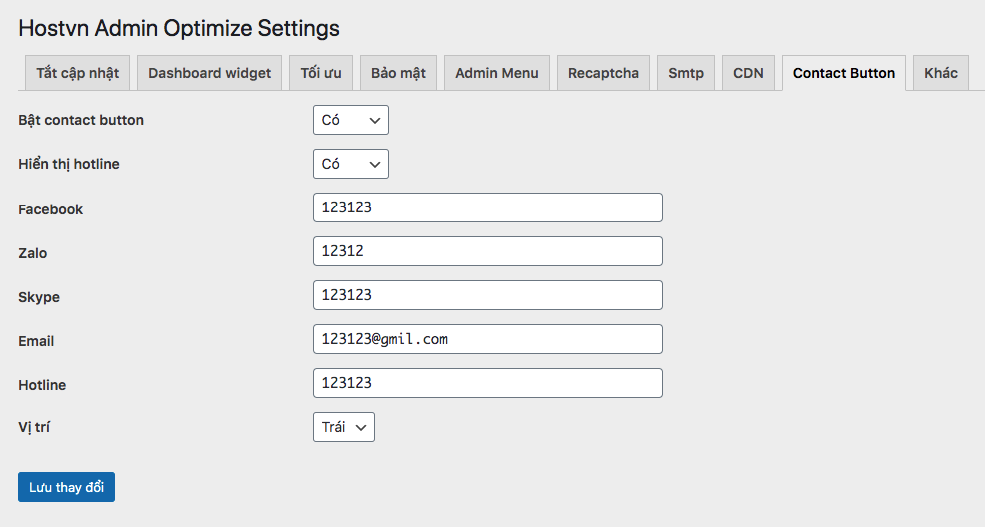 Hostvn Admin Optimize Settings
Tắt cập nhật Dashboard widget Tối ưu Bảo mật Admin Menu Recaptcha Smtp CDN Contact Button Khác
Bật contact button Có
Hiển thị hotline Có
Facebook 123123
Zalo 12312
Skype 123123
Email 123123@gmil.com
Hotline 123123
Vị trí Trái
Lưu thay đổi